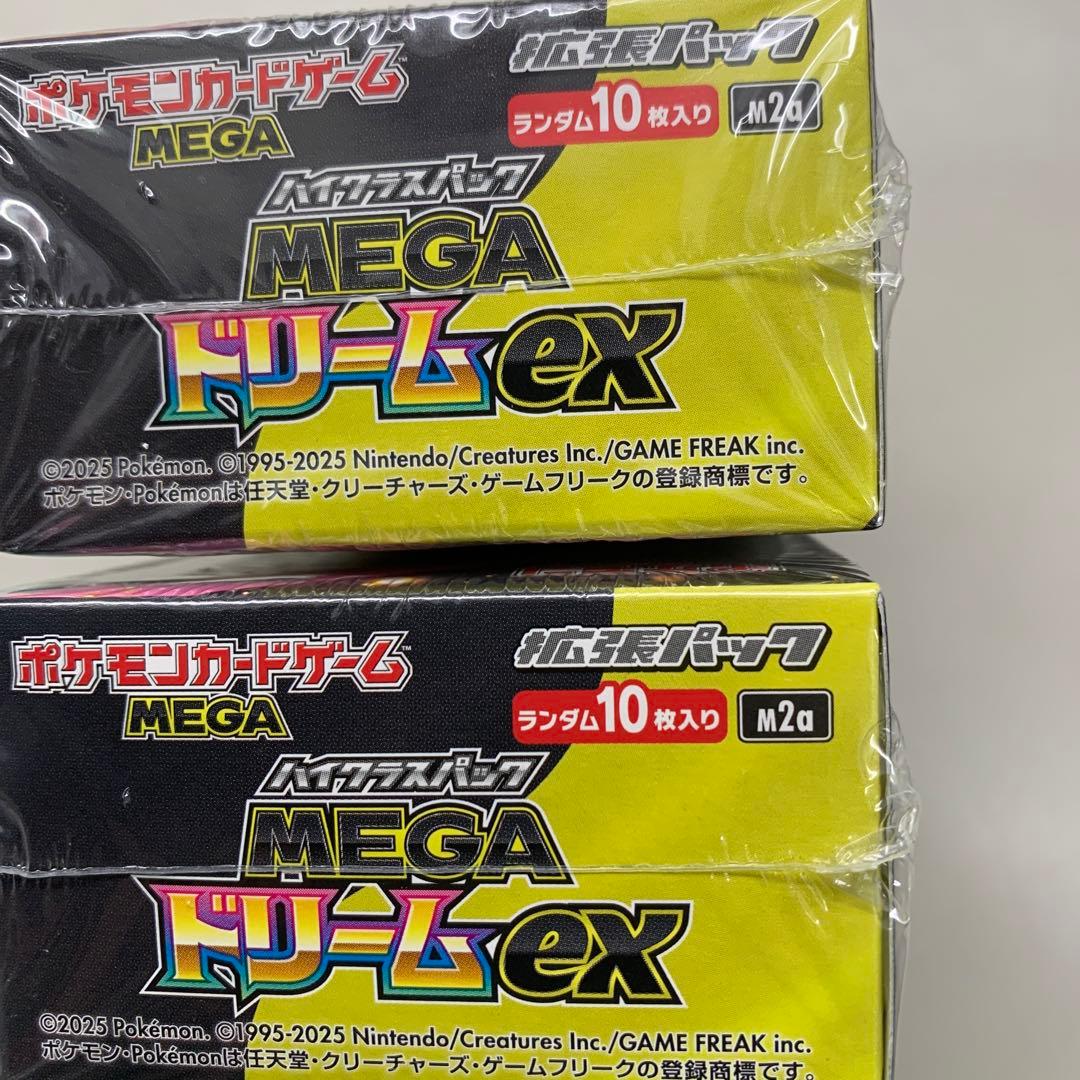 ポケモンカードゲーム™
MEGA
拡張パック
ランダム10枚入り
M2a
ハイクラスパック
MEGA
ドリームex
©2025 Pokémon. ©1995-2025 Nintendo/Creatures Inc./GAME FREAK inc.
ポケモン・Pokémonは任天堂・クリーチャーズ・ゲームフリークの登録商標です。
ポケモンカードゲーム™
MEGA
拡張パック
ランダム10枚入り
M2a
ハイクラスパック
MEGA
ドリームex
©2025 Pokémon. ©1995-2025 Nintendo/Creatures Inc./GAME FREAK inc.
ポケモン・Pokémonは任天堂・クリーチャーズ・ゲームフリークの登録商標です。